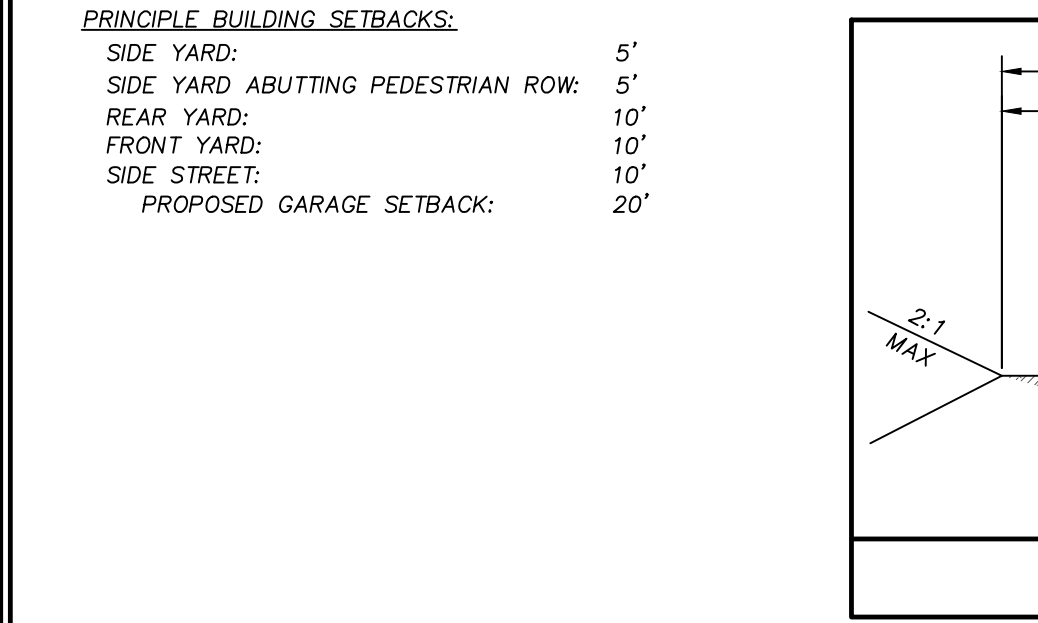 PRINCIPLE BUILDING SETBACKS:
SIDE YARD: 5'
SIDE YARD ABUTTING PEDESTRIAN ROW: 5'
REAR YARD: 10'
FRONT YARD: 10'
SIDE STREET: 10'
PROPOSED GARAGE SETBACK: 20'
2:1
MAX